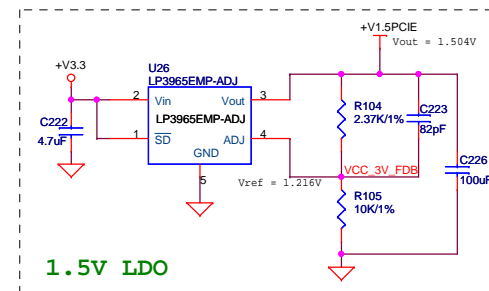 +V1.5PCIE
Vout = 1.504V
+V3.3
U26
LP3965EMP-ADJ
2 Vin Vout 3
LP3965EMP-ADJ
1 SD ADJ 4
GND
5
C222
4.7uF
R104
2.37K/1%
C223
82pF
VCC_3V_FDB
Vref = 1.216V
C226
100uF
R105
10K/1%
1.5V LDO